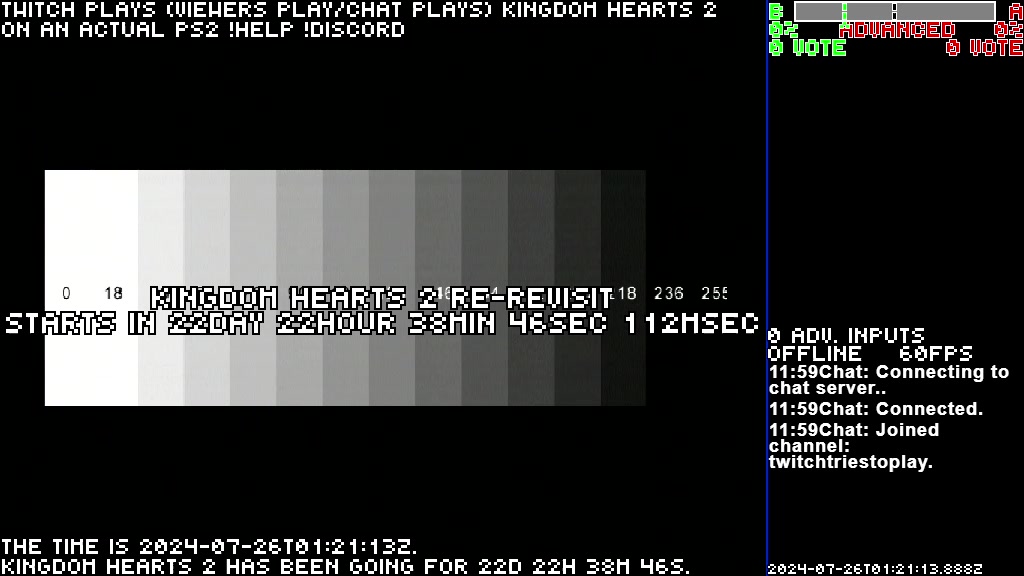 TWITCH PLAYS (VIEWERS PLAY/CHAT PLAYS) KINGDOM HEARTS 2
ON AN ACTUAL PS2 !HELP !DISCORD
B A
0% ADVANCED 0%
0 VOTE 0 VOTE
0 18 218 236 255
KINGDOM HEARTS 2 RE-REVISIT
STARTS IN 22DAY 22HOUR 38MIN 46SEC 112MSEC
0 ADV. INPUTS
OFFLINE 60FPS
11:59Chat: Connecting to
chat server..
11:59Chat: Connected.
11:59Chat: Joined
channel:
twitchtriestoplay.
THE TIME IS 2024-07-26T01:21:13Z.
KINGDOM HEARTS 2 HAS BEEN GOING FOR 22D 22H 38M 46S.
2024-07-26T01:21:13.888Z